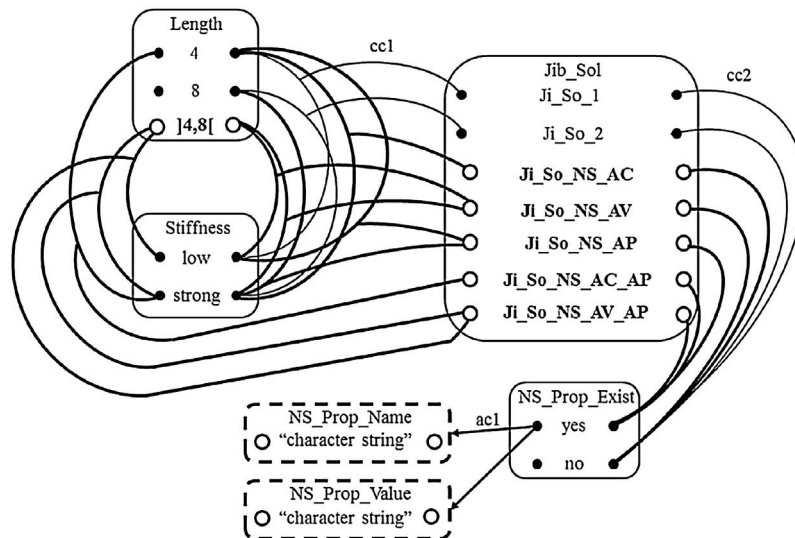 Length
4
8
]4,8[
cc1
Jib_Sol
Ji_So_1
cc2
Ji_So_2
Ji_So_NS_AC
Ji_So_NS_AV
Ji_So_NS_AP
Ji_So_NS_AC_AP
Ji_So_NS_AV_AP
Stiffness
low
strong
NS_Prop_Exist
yes
no
ac1
NS_Prop_Name
“character string”
NS_Prop_Value
“character string”